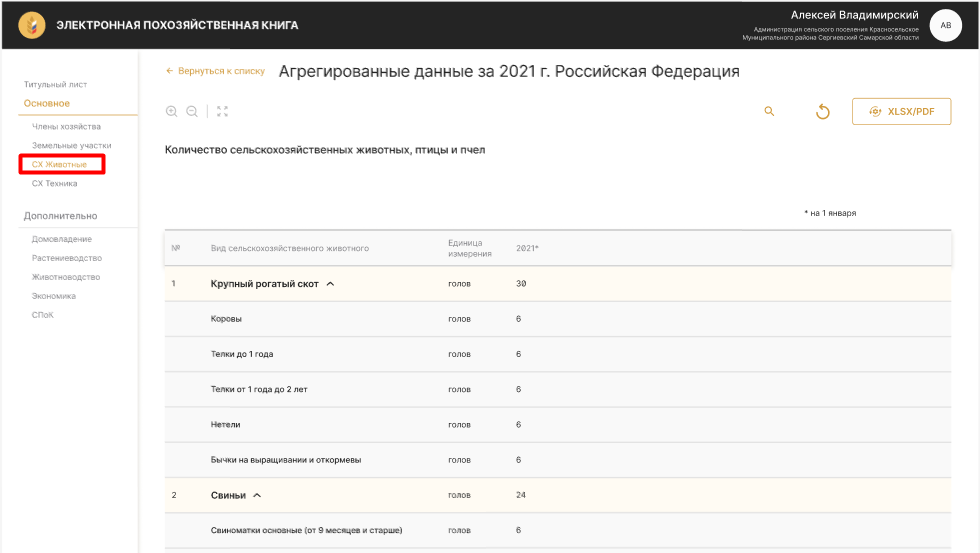 ЭЛЕКТРОННАЯ ПОХОЗЯЙСТВЕННАЯ КНИГА
Алексей Владимирский
Администрация сельского поселения Красносельское
Муниципального района Сергиевский Самарской области
АВ
Титульный лист
Основное
Члены хозяйства
Земельные участки
СХ Животные
СХ Техника
Дополнительно
Домовладение
Растениеводство
Животноводство
Экономика
СПоК
← Вернуться к списку Агрегированные данные за 2021 г. Российская Федерация
XLSX/PDF
Количество сельскохозяйственных животных, птицы и пчел
* на 1 января
№ Вид сельскохозяйственного животного Единица измерения 2021*
1 Крупный рогатый скот голов 30
Коровы голов 6
Телки до 1 года голов 6
Телки от 1 года до 2 лет голов 6
Нетели голов 6
Бычки на выращивании и откормевы голов 6
2 Свиньи голов 24
Свиноматки основные (от 9 месяцев и старше) голов 6